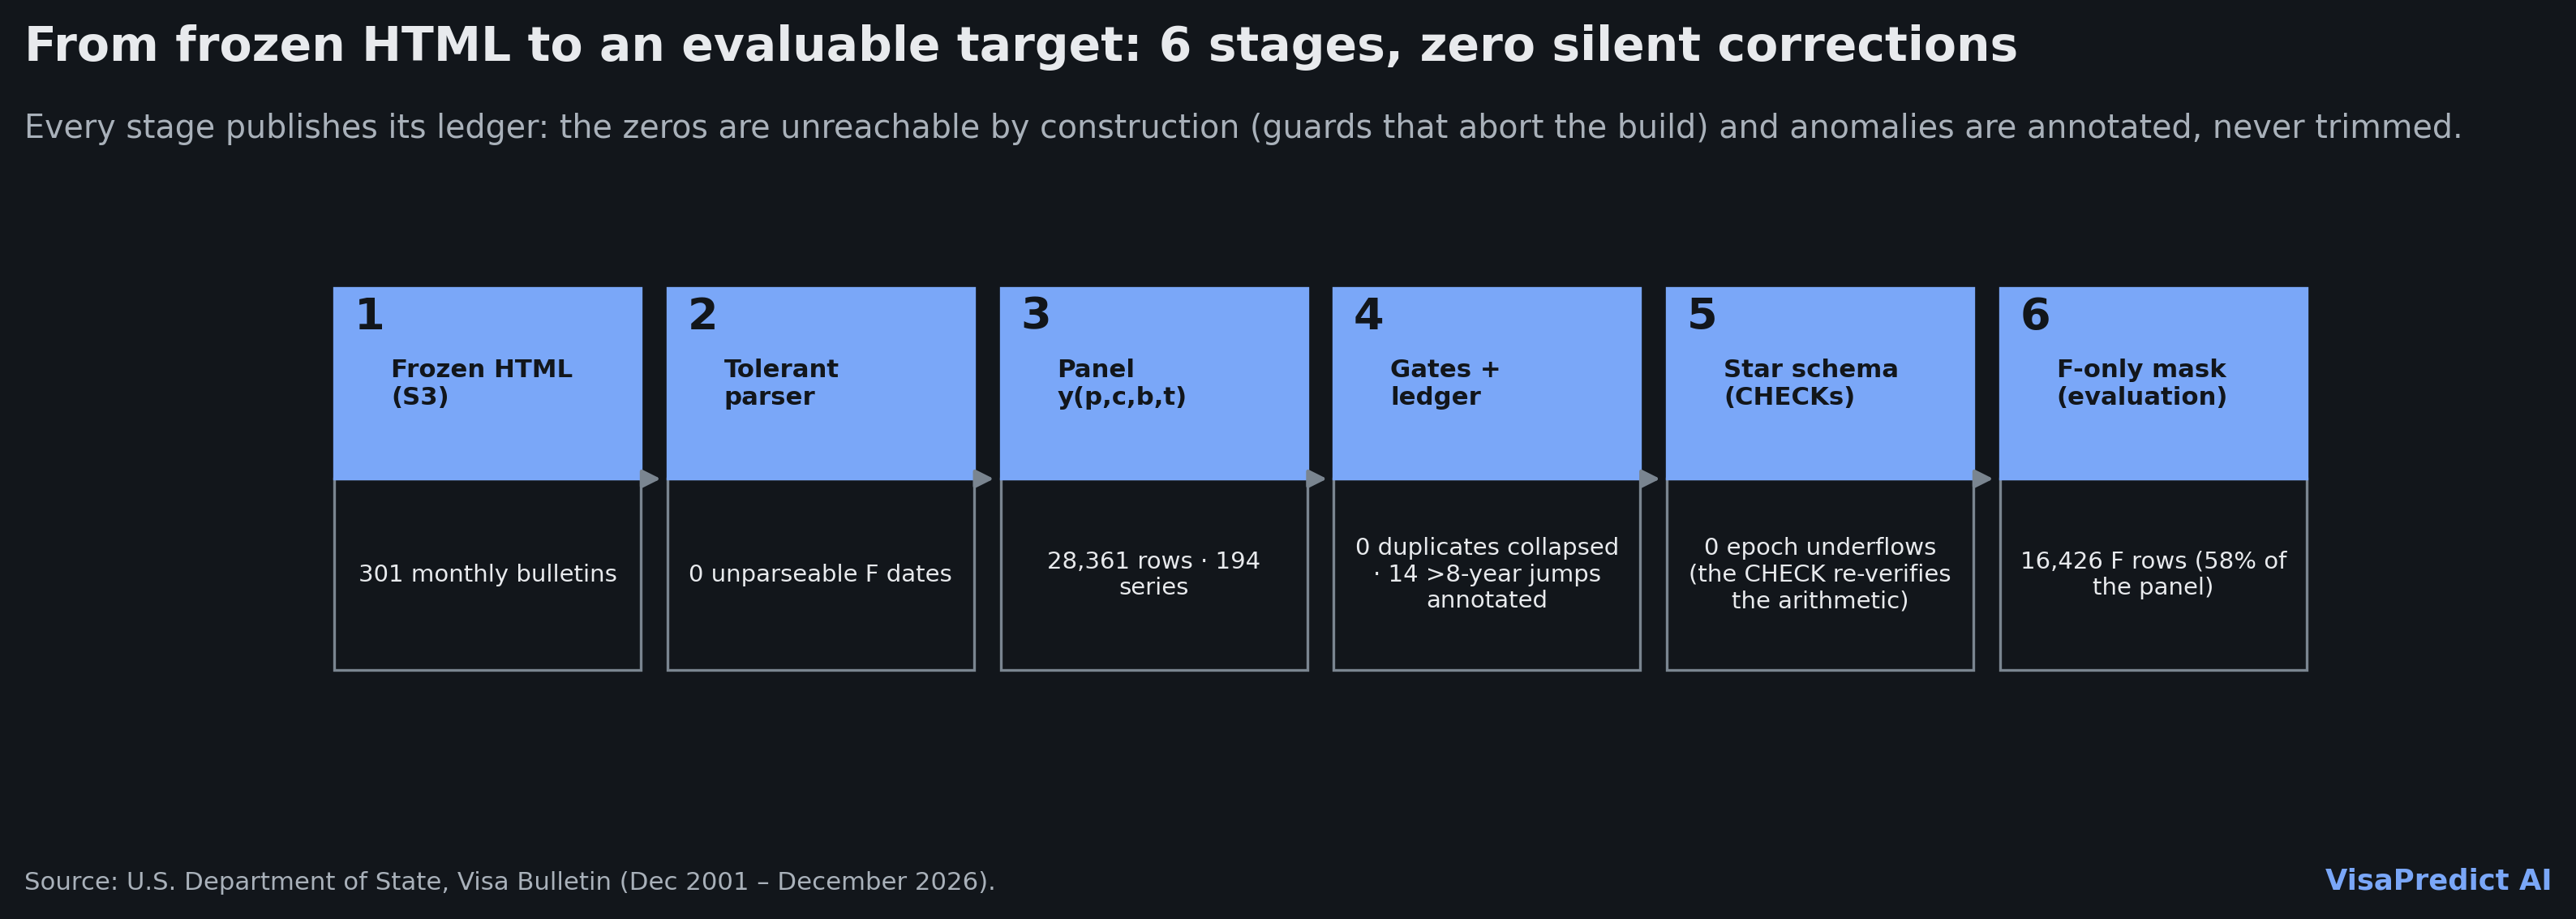 From frozen HTML to an evaluable target: 6 stages, zero silent corrections
Every stage publishes its ledger: the zeros are unreachable by construction (guards that abort the build) and anomalies are annotated, never trimmed.
1
Frozen HTML
(S3)
301 monthly bulletins
2
Tolerant
parser
0 unparseable F dates
3
Panel
y(p,c,b,t)
28,361 rows · 194
series
4
Gates +
ledger
0 duplicates collapsed
· 14 >8-year jumps
annotated
5
Star schema
(CHECKs)
0 epoch underflows
(the CHECK re-verifies
the arithmetic)
6
F-only mask
(evaluation)
16,426 F rows (58% of
the panel)
Source: U.S. Department of State, Visa Bulletin (Dec 2001 – December 2026).
VisaPredict AI